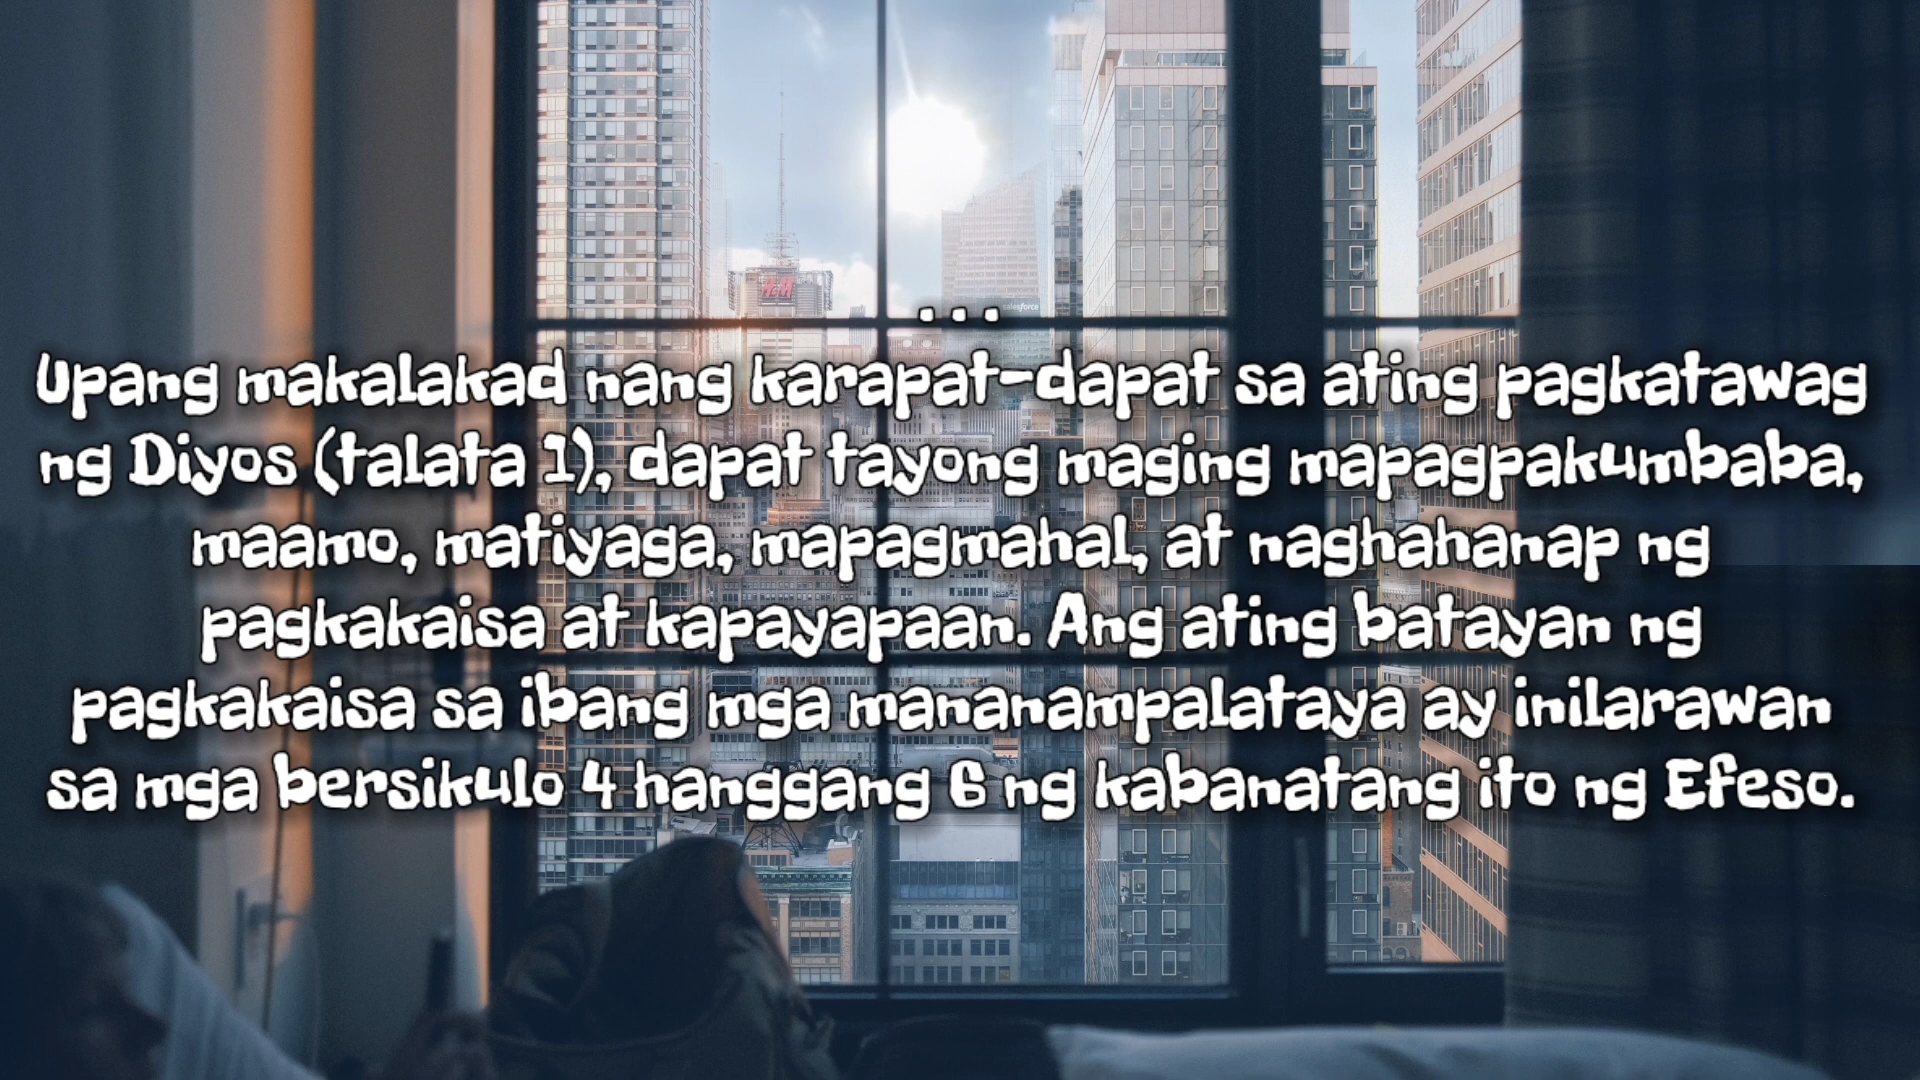 H&M
salesforce
...
Upang makalakad nang karapat-dapat sa ating pagkatawag
ng Diyos (talata 1), dapat tayong maging mapagpakumbaba,
maamo, matiyaga, mapagmahal, at naghahanap ng
pagkakaisa at kapayapaan. Ang ating batayan ng
pagkakaisa sa ibang mga mananampalataya ay inilarawan
sa mga bersikulo 4 hanggang 6 ng kabanatang ito ng Efeso.